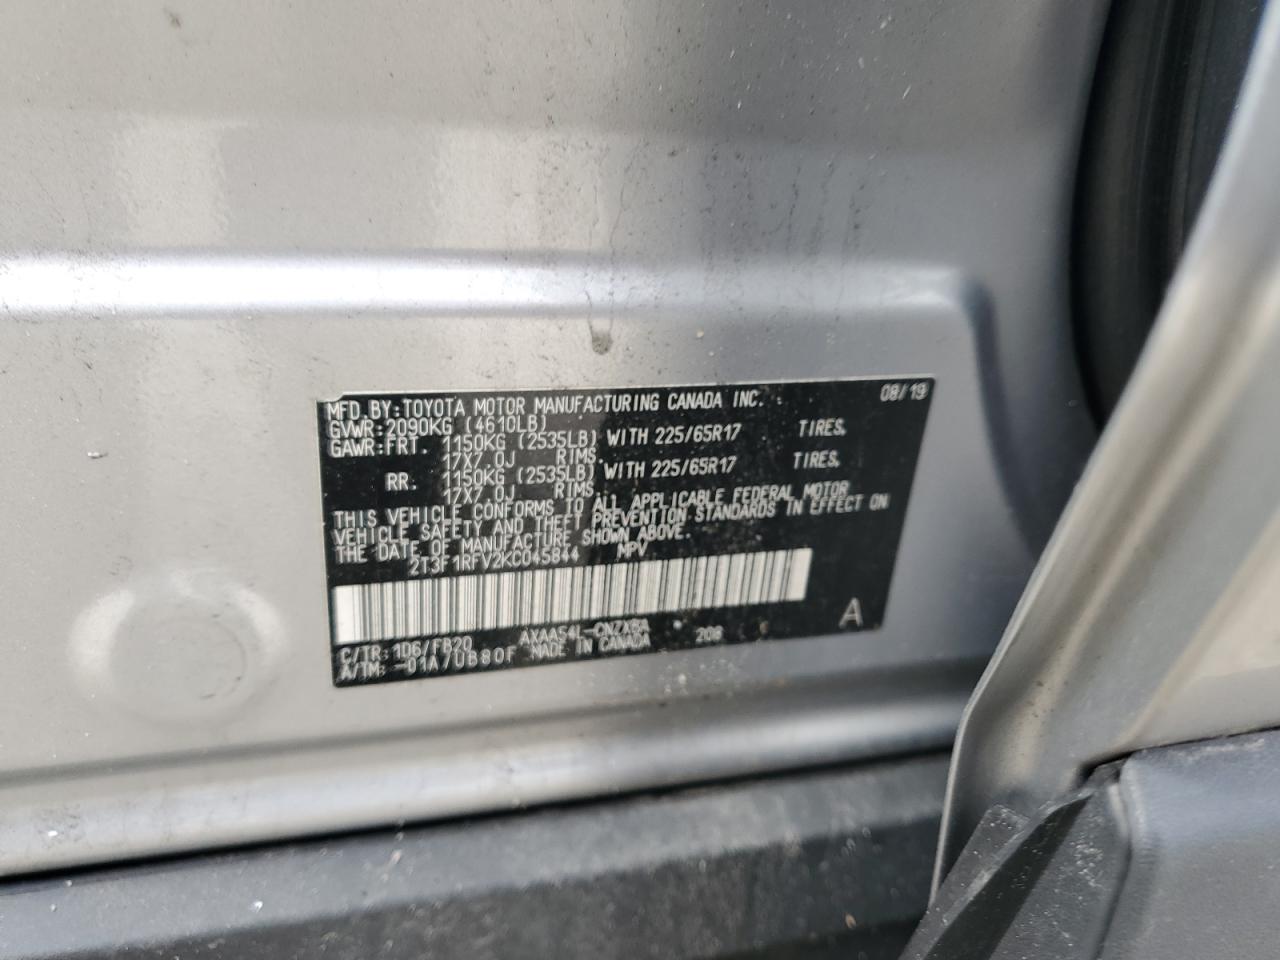 MFD. BY: TOYOTA MOTOR MANUFACTURING CANADA INC. 08/19
GVWR: 2090KG (4610LB)
GAWR: FRT. 1150KG (2535LB) WITH 225/65R17 TIRES,
17X7.0J RIMS,
RR. 1150KG (2535LB) WITH 225/65R17 TIRES,
17X7.0J RIMS,
THIS VEHICLE CONFORMS TO ALL APPLICABLE FEDERAL MOTOR
VEHICLE SAFETY AND THEFT PREVENTION STANDARDS IN EFFECT ON
THE DATE OF MANUFACTURE SHOWN ABOVE.
2T3F1RFV2KC045844 MPV
A
C/TR: 1D6/FB20 AXAA54L- 208
A/TM: -01A/UB80F MADE IN CANADA